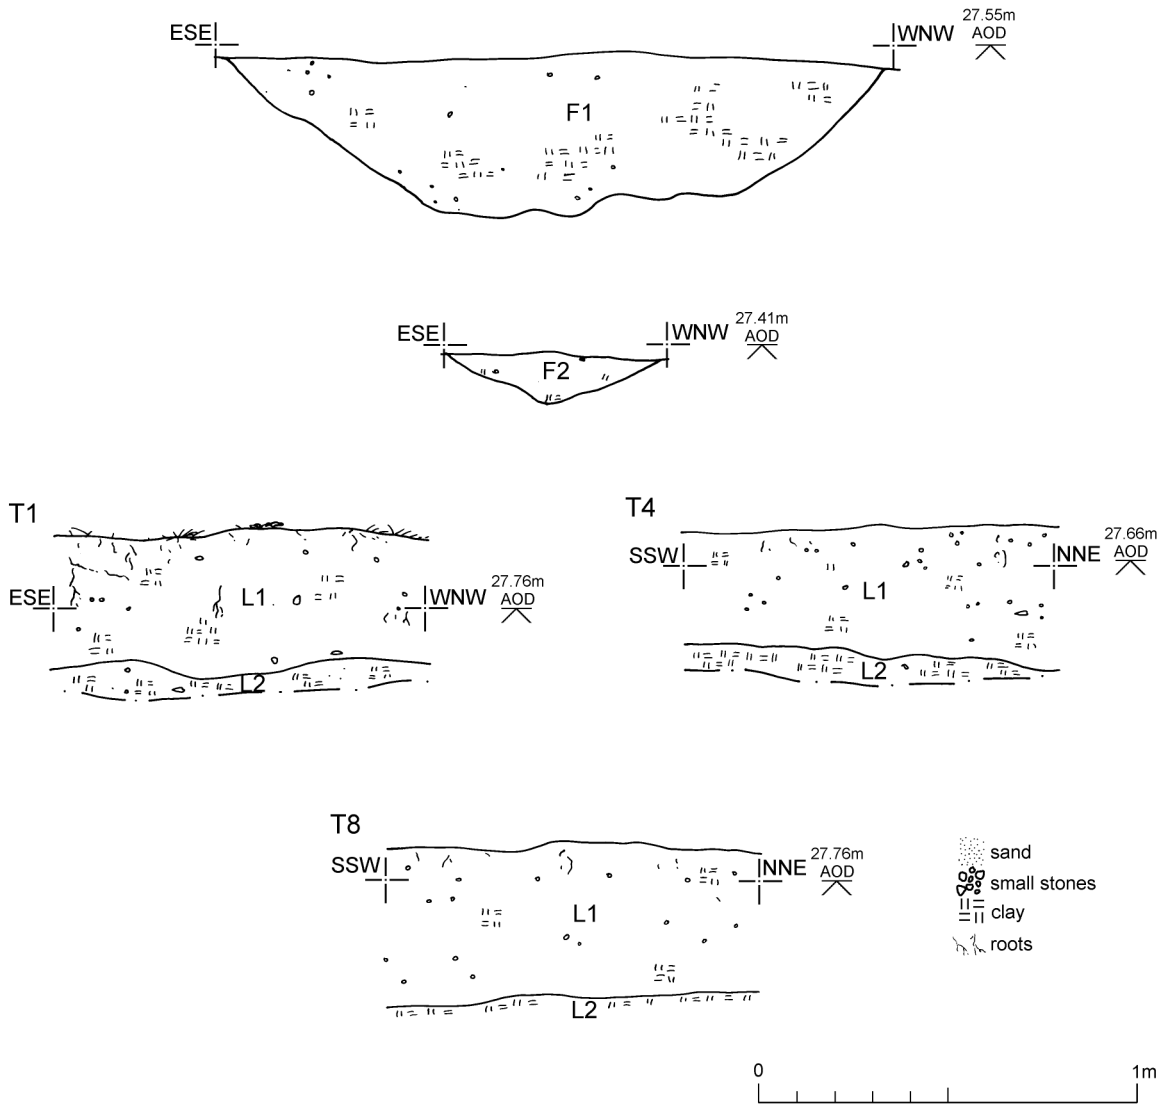 ESE WNW 27.55m
AOD
F1
ESE WNW 27.41m
AOD
F2
T1
L1
ESE WNW 27.76m
AOD
L2
T4
SSW NNE 27.66m
AOD
L1
L2
T8
SSW NNE 27.76m
AOD
L1
L2
sand
small stones
clay
roots
0 1m